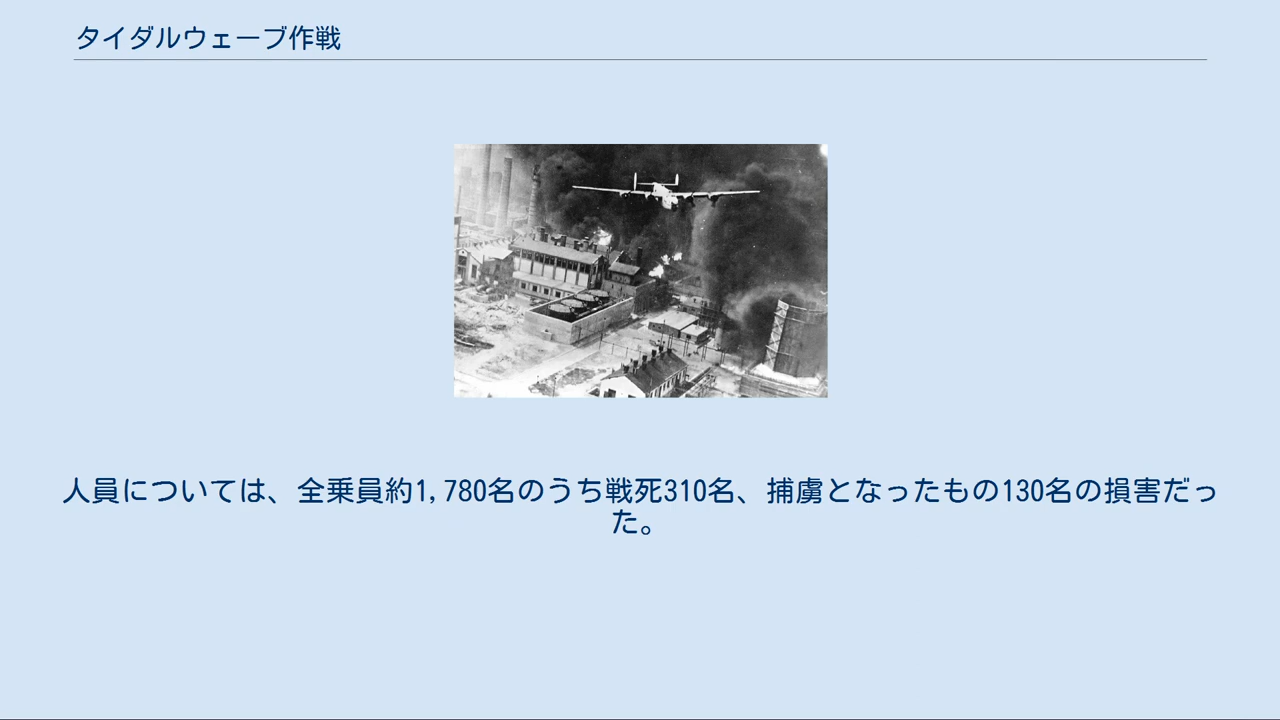 タイダルウェーブ作戦
人員については、全乗員約1,780名のうち戦死310名、捕虜となったもの130名の損害だっ
た。